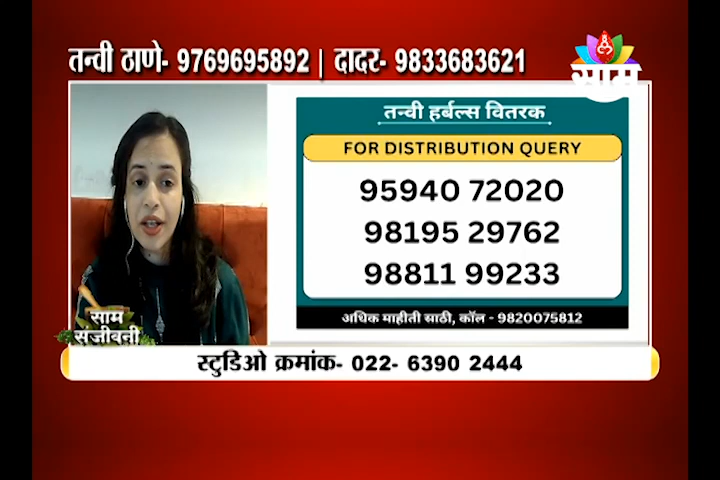 तन्वी ठाणे- 9769695892 | दादर- 9833683621
साम
तन्वी हर्बल्स वितरक
FOR DISTRIBUTION QUERY
95940 72020
98195 29762
98811 99233
अधिक माहीती साठी, कॉल - 9820075812
साम
संजीवनी
स्टुडिओ क्रमांक- 022- 6390 2444